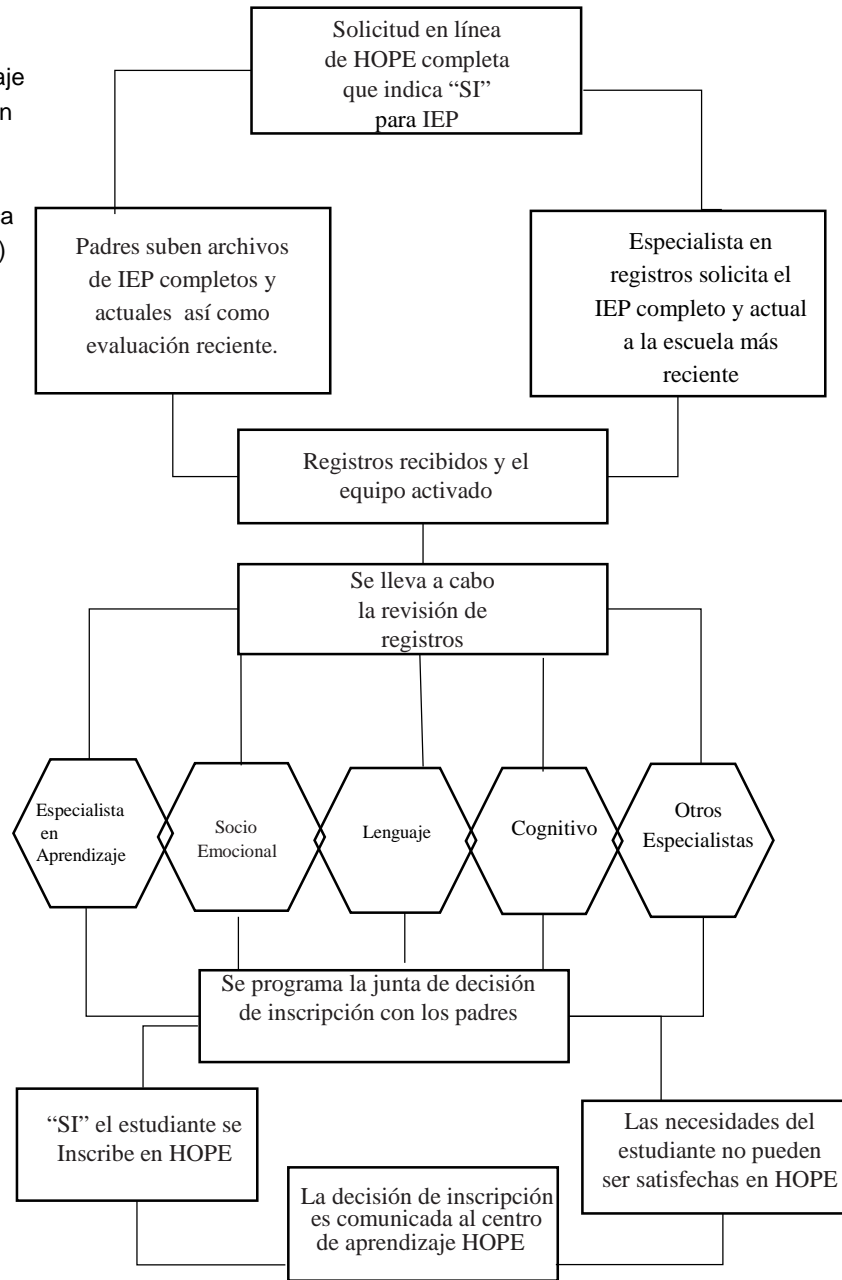 Solicitud en línea
de HOPE completa
que indica “SI”
para IEP
aje
n
a
)
Padres suben archivos
de IEP completos y
actuales así como
evaluación reciente.
Especialista en
registros solicita el
IEP completo y actual
a la escuela más
reciente
Registros recibidos y el
equipo activado
Se lleva a cabo
la revisión de
registros
Especialista
en
Aprendizaje
Socio
Emocional
Lenguaje
Cognitivo
Otros
Especialistas
Se programa la junta de decisión
de inscripción con los padres
“SI” el estudiante se
Inscribe en HOPE
Las necesidades del
estudiante no pueden
ser satisfechas en HOPE
La decisión de inscripción
es comunicada al centro
de aprendizaje HOPE